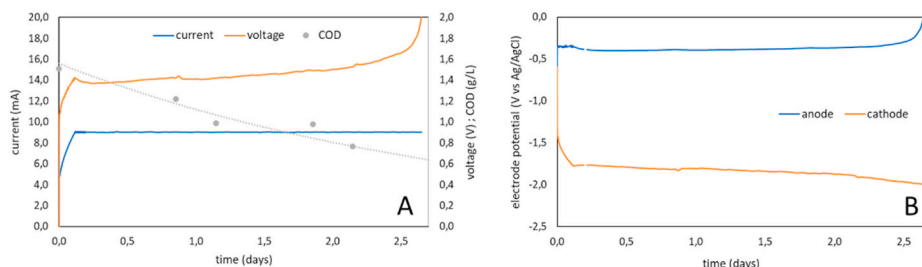 20,0
18,0
16,0
14,0
12,0
10,0
8,0
6,0
4,0
2,0
0,0
current (mA)
current voltage COD
2,0
1,8
1,6
1,4
1,2
1,0
0,8
0,6
0,4
0,2
0,0
voltage (V) ; COD (g/L)
A
0,0 0,5 1,0 1,5 2,0 2,5
time (days)
0,0
-0,5
-1,0
-1,5
-2,0
-2,5
electrode potential (V vs Ag/AgCl)
anode cathode
B
0,0 0,5 1,0 1,5 2,0 2,5
time (days)